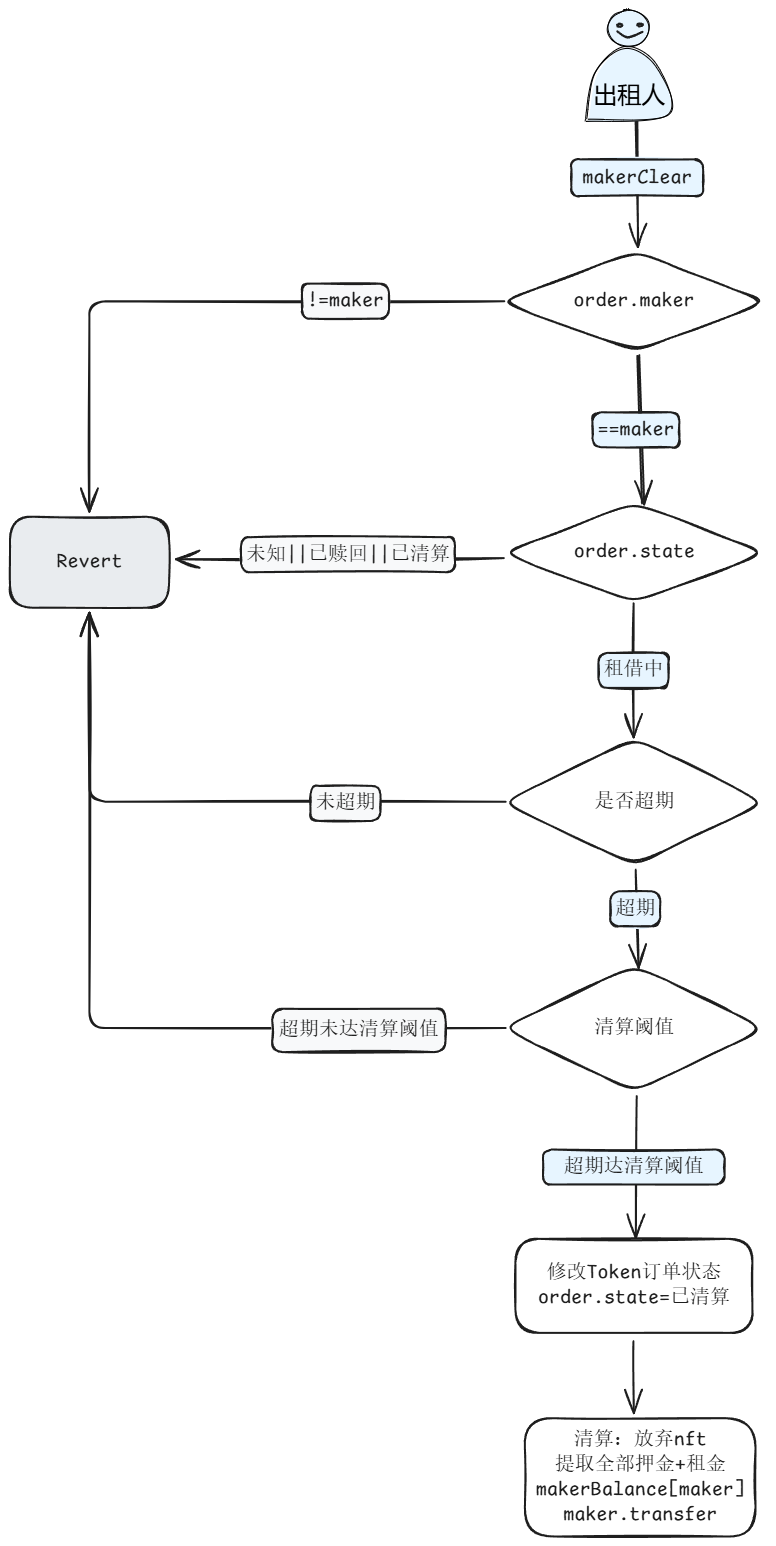 出租人
makerClear
order.maker
!=maker
==maker
order.state
未知||已赎回||已清算
Revert
租借中
是否超期
未超期
超期
清算阈值
超期未达清算阈值
超期达清算阈值
修改Token订单状态
order.state=已清算
清算: 放弃nft
提取全部押金+租金
makerBalance[maker]
maker.transfer